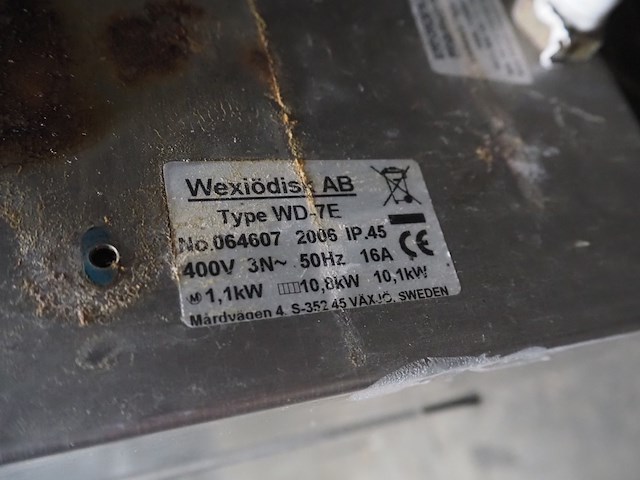 Wexiödisk AB
Type WD-7E
No.064607 2006 IP.45
400V 3N~ 50Hz 16A CE
M 1,1kW 10,8kW 10,1kW
Mårdvägen 4, S-352 45 VÄXJÖ, SWEDEN